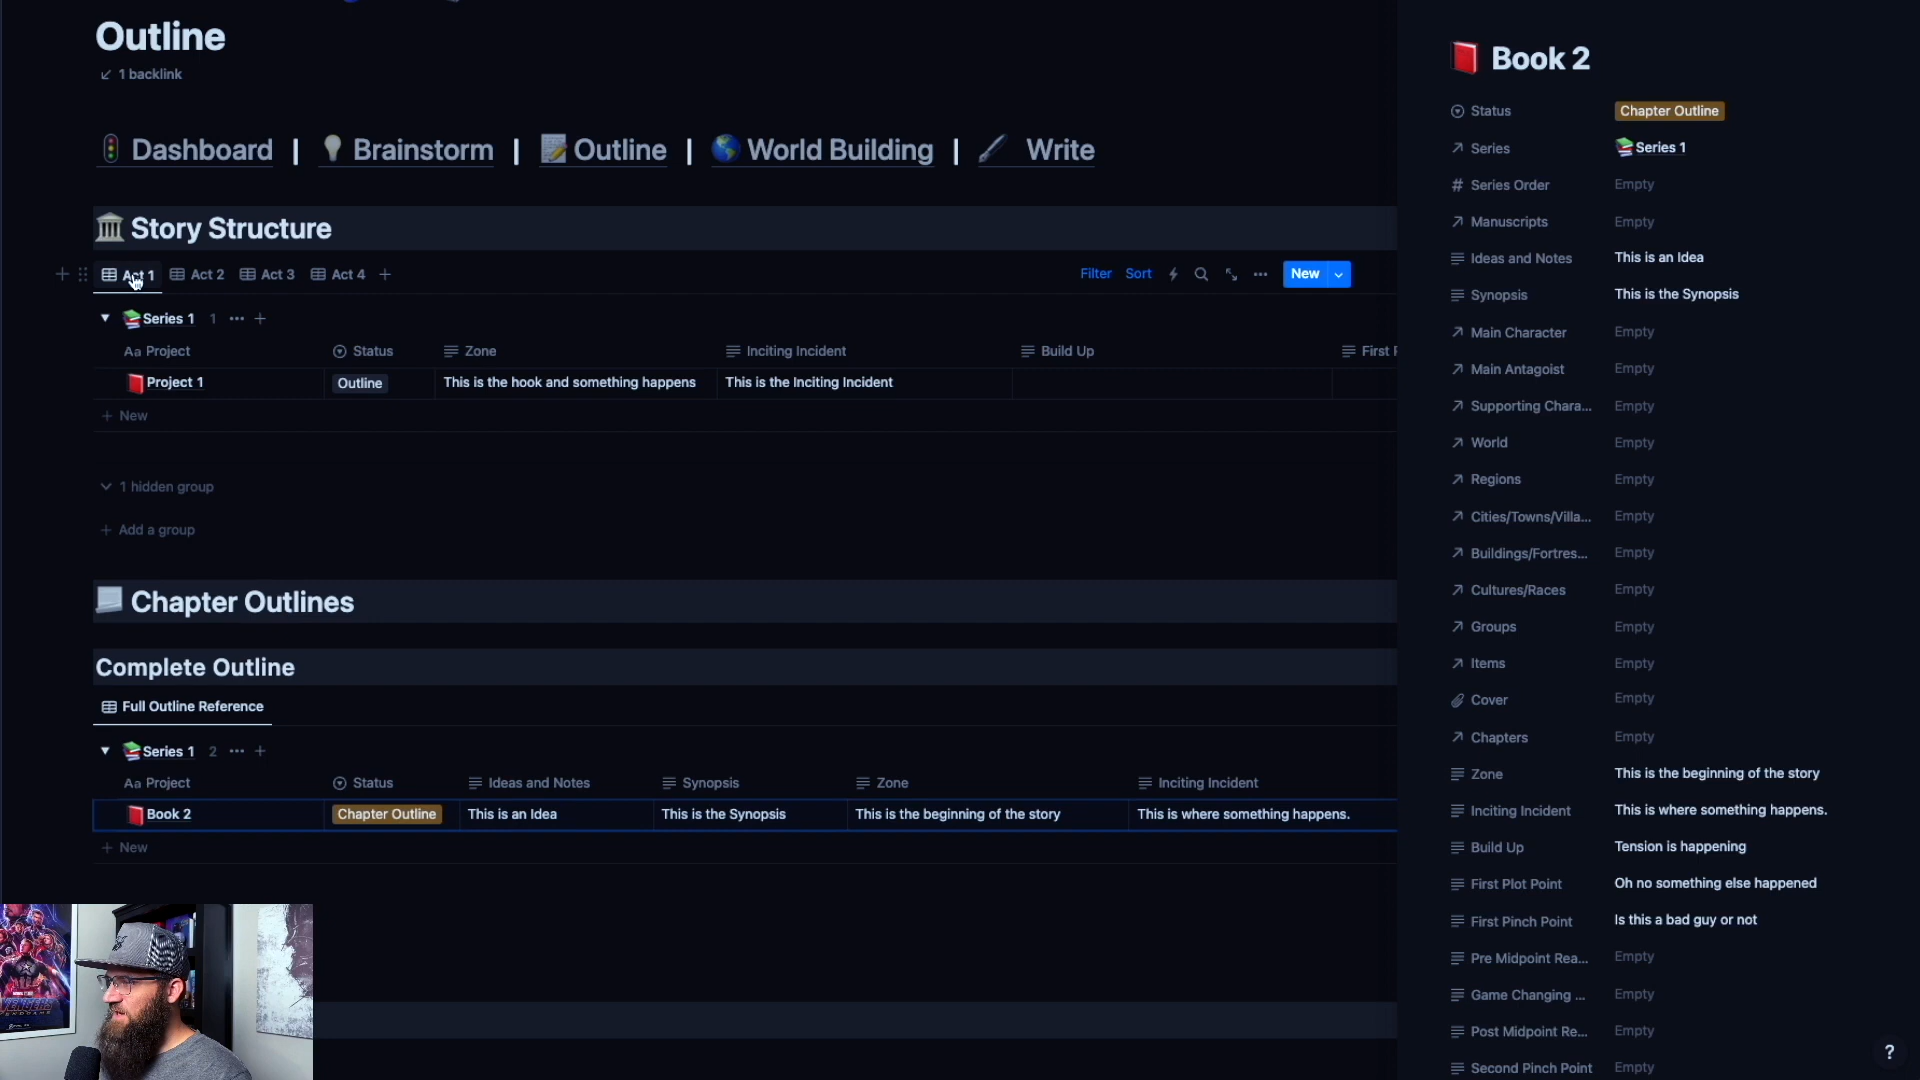 Outline
1 backlink
Dashboard | Brainstorm | Outline | World Building | Write
Story Structure
Act 1 Act 2 Act 3 Act 4
Filter Sort New
Series 1 1
Aa Project Status Zone Inciting Incident Build Up First
Project 1 Outline This is the hook and something happens This is the Inciting Incident
+ New
1 hidden group
+ Add a group
Chapter Outlines
Complete Outline
Full Outline Reference
Series 1 2
Aa Project Status Ideas and Notes Synopsis Zone Inciting Incident
Book 2 Chapter Outline This is an Idea This is the Synopsis This is the beginning of the story This is where something happens.
+ New
AVENGERS
ENDGAME
Book 2
Status Chapter Outline
Series Series 1
# Series Order Empty
Manuscripts Empty
Ideas and Notes This is an Idea
Synopsis This is the Synopsis
Main Character Empty
Main Antagoist Empty
Supporting Chara... Empty
World Empty
Regions Empty
Cities/Towns/Villa... Empty
Buildings/Fortres... Empty
Cultures/Races Empty
Groups Empty
Items Empty
Cover Empty
Chapters Empty
Zone This is the beginning of the story
Inciting Incident This is where something happens.
Build Up Tension is happening
First Plot Point Oh no something else happened
First Pinch Point Is this a bad guy or not
Pre Midpoint Rea... Empty
Game Changing ... Empty
Post Midpoint Re... Empty
Second Pinch Point Empty
?